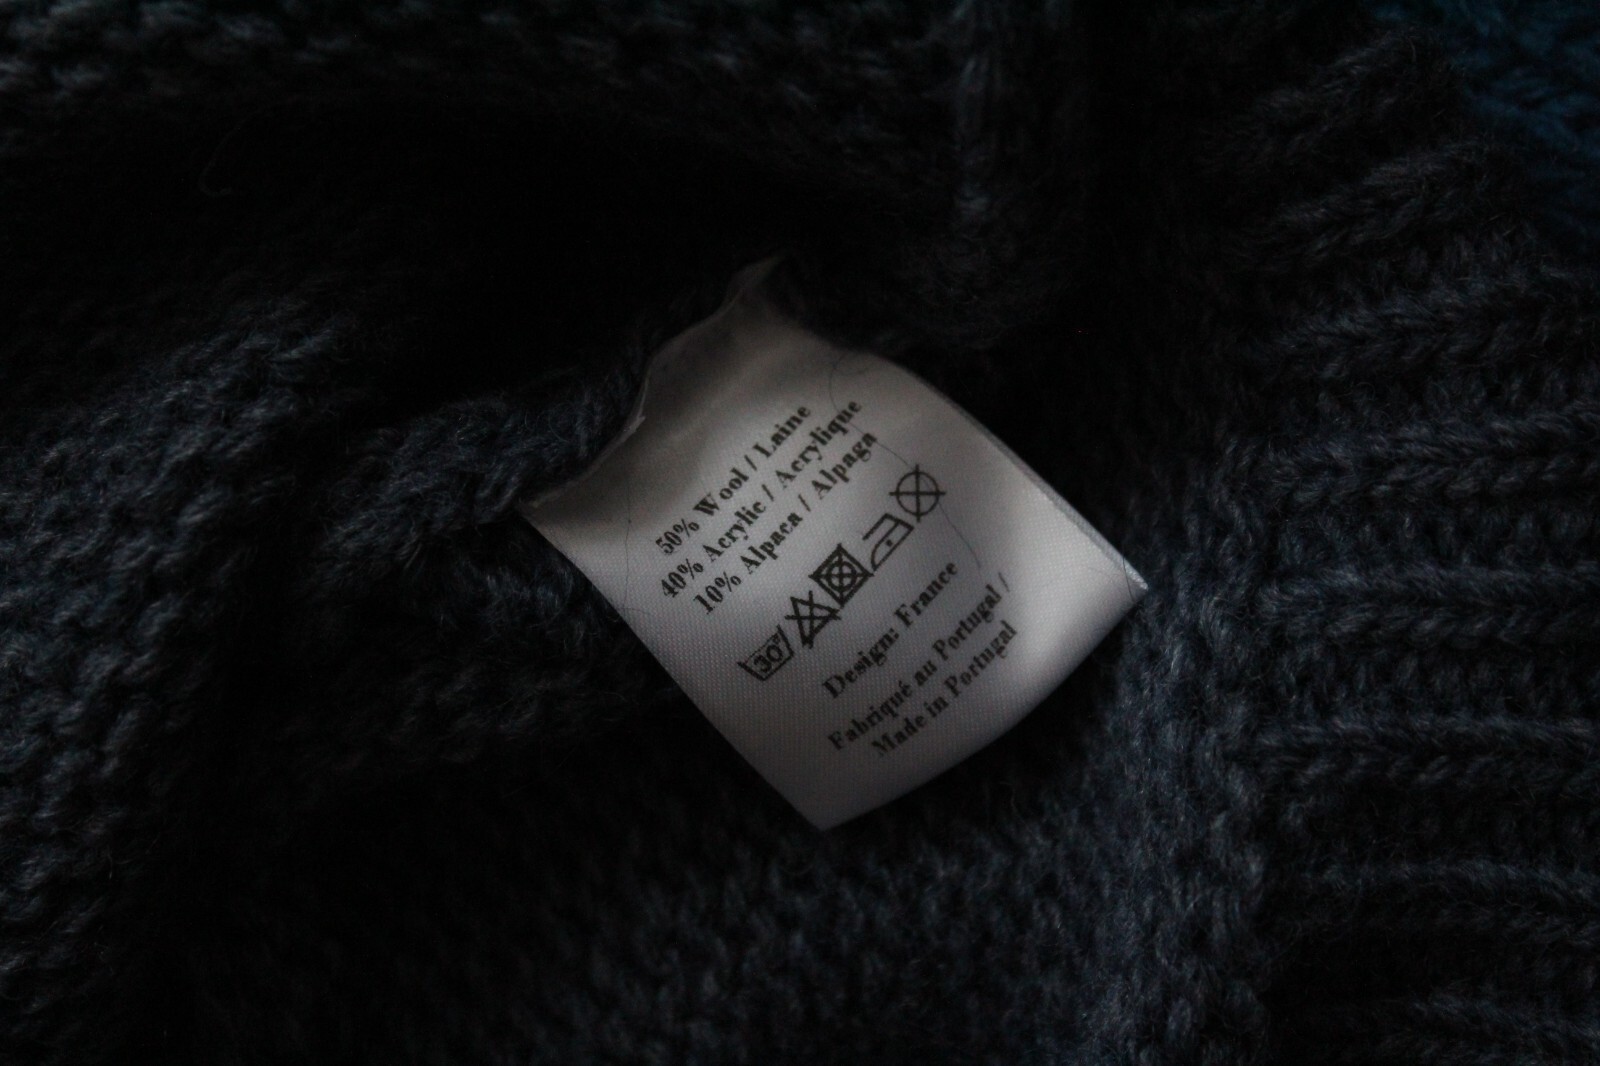 50% Wool / Laine
40% Acrylic / Acrylique
10% Alpaca / Alpaga
30°
Design: France
Fabriqué au Portugal /
Made in Portugal